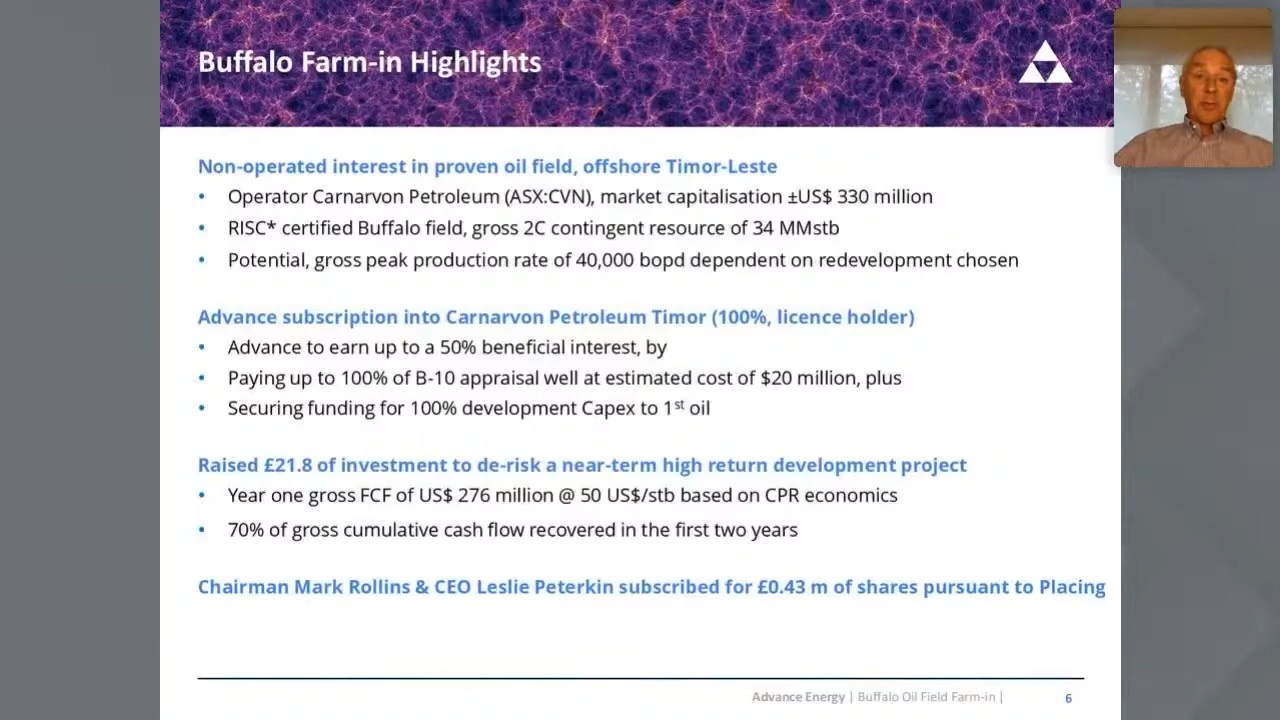 Buffalo Farm-in Highlights
Non-operated interest in proven oil field, offshore Timor-Leste
• Operator Carnarvon Petroleum (ASX:CVN), market capitalisation ±US$ 330 million
• RISC* certified Buffalo field, gross 2C contingent resource of 34 MMstb
• Potential, gross peak production rate of 40,000 bopd dependent on redevelopment chosen
Advance subscription into Carnarvon Petroleum Timor (100%, licence holder)
• Advance to earn up to a 50% beneficial interest, by
• Paying up to 100% of B-10 appraisal well at estimated cost of $20 million, plus
• Securing funding for 100% development Capex to 1st oil
Raised £21.8 of investment to de-risk a near-term high return development project
• Year one gross FCF of US$ 276 million @ 50 US$/stb based on CPR economics
• 70% of gross cumulative cash flow recovered in the first two years
Chairman Mark Rollins & CEO Leslie Peterkin subscribed for £0.43 m of shares pursuant to Placing
Advance Energy | Buffalo Oil Field Farm-in | 6